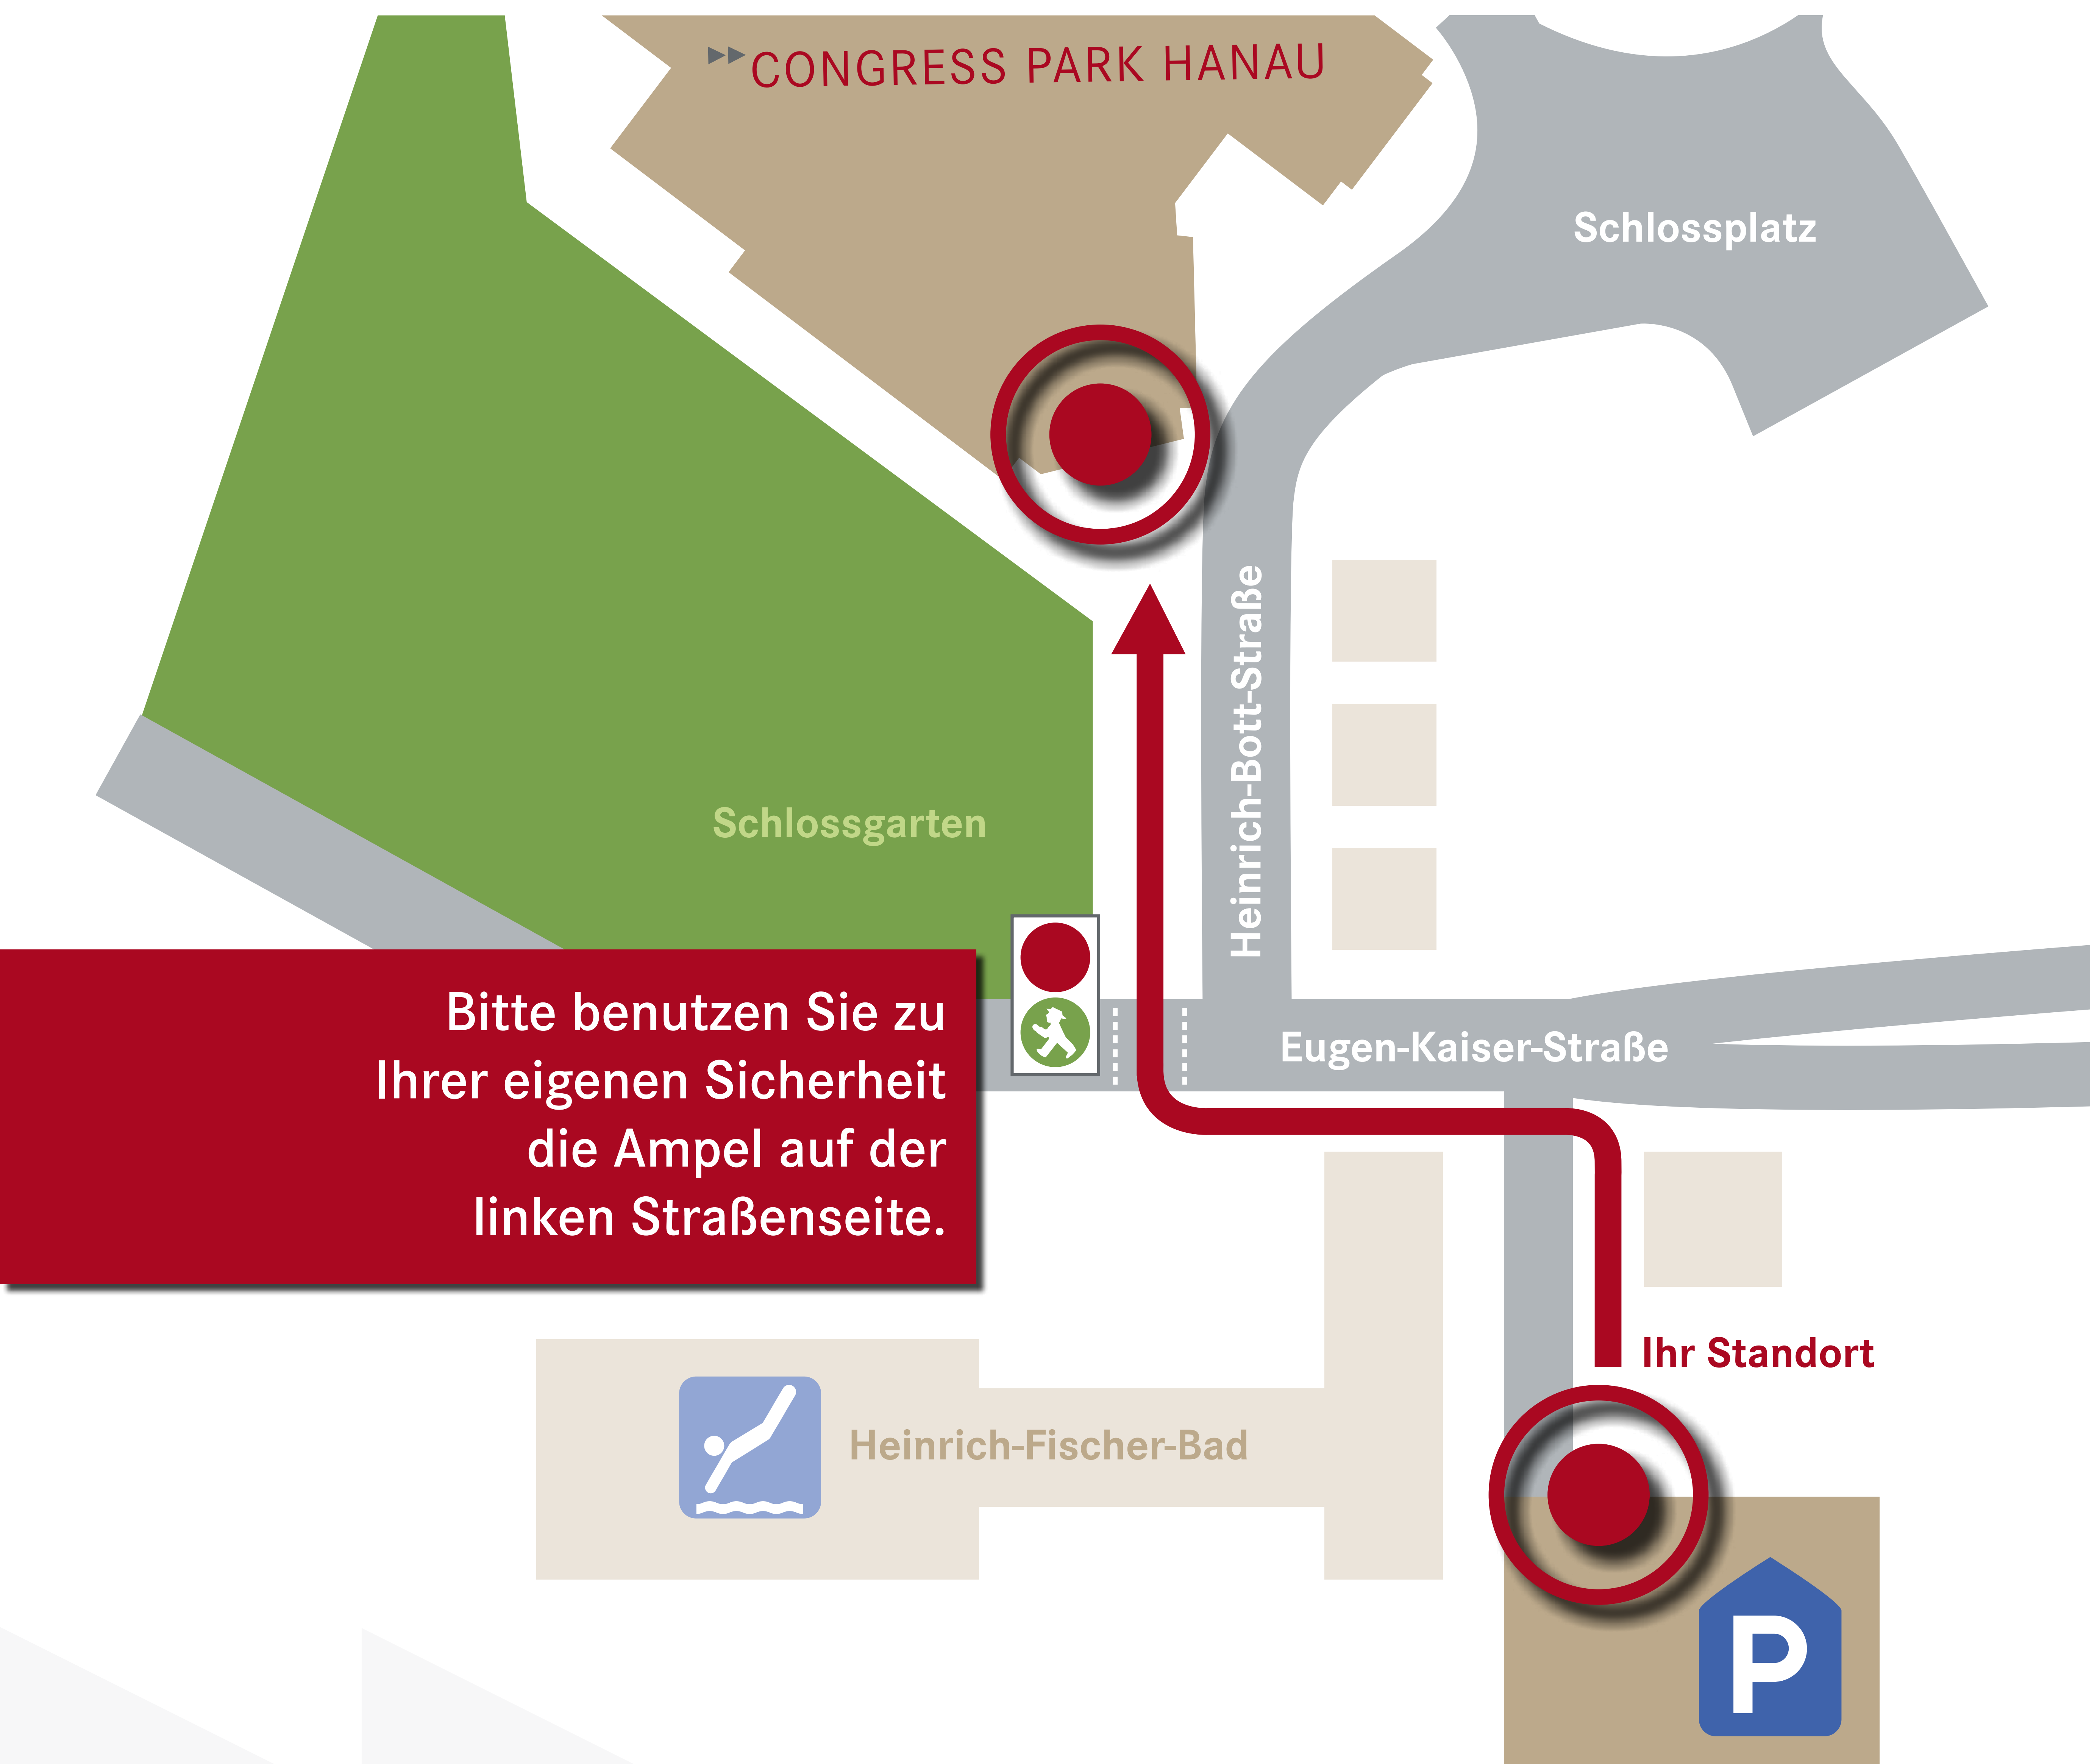 CONGRESS PARK HANAU
Schlossplatz
Heinrich-Bott-Straße
Schlossgarten
Bitte benutzen Sie zu
Ihrer eigenen Sicherheit
die Ampel auf der
linken Straßenseite.
Eugen-Kaiser-Straße
Ihr Standort
Heinrich-Fischer-Bad
P